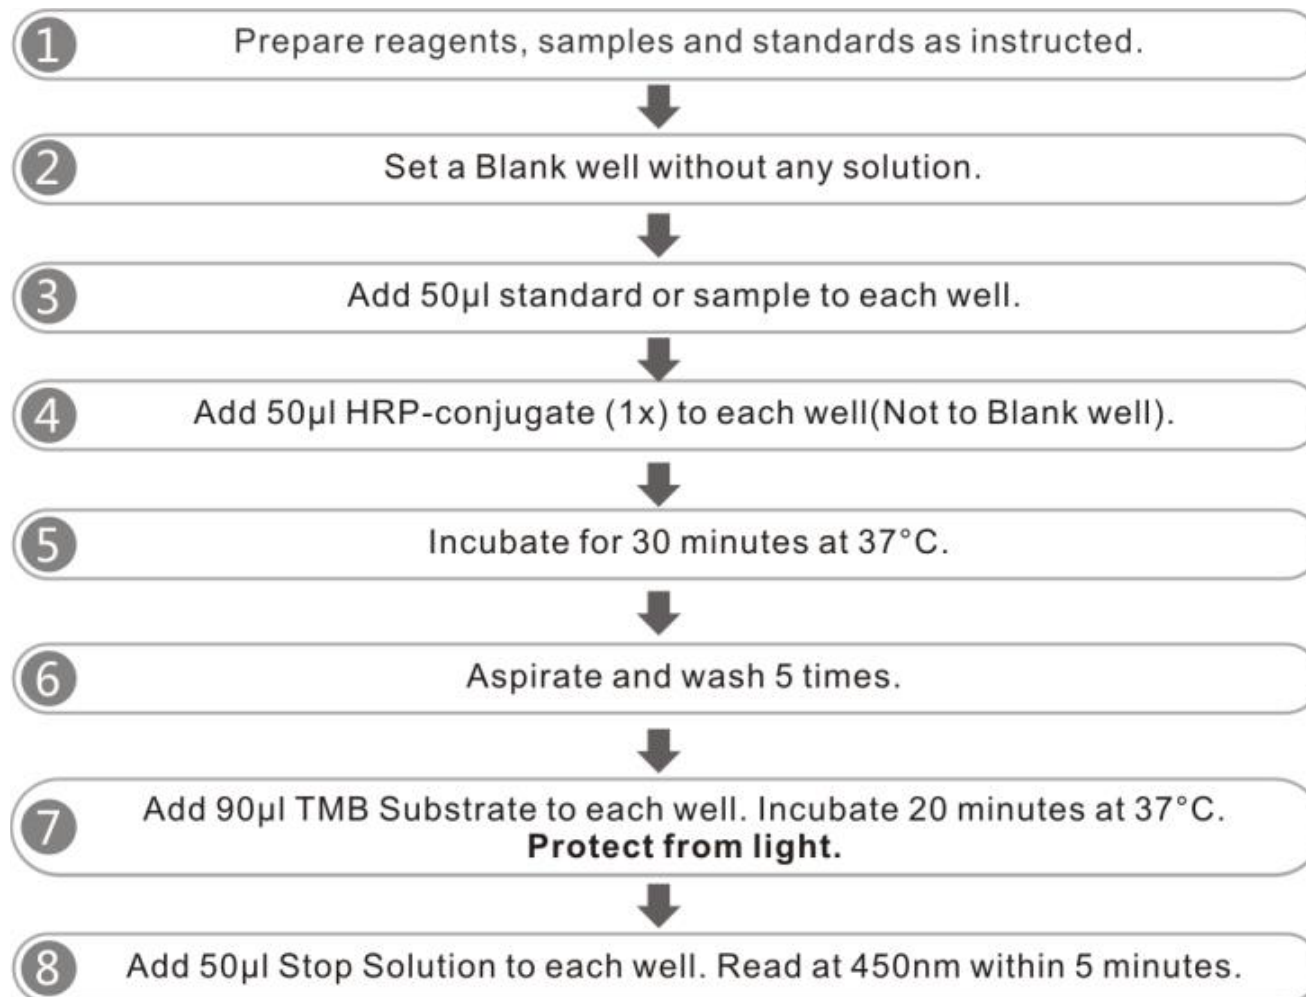 1 Prepare reagents, samples and standards as instructed.
2 Set a Blank well without any solution.
3 Add 50µl standard or sample to each well.
4 Add 50µl HRP-conjugate (1x) to each well(Not to Blank well).
5 Incubate for 30 minutes at 37°C.
6 Aspirate and wash 5 times.
7 Add 90µl TMB Substrate to each well. Incubate 20 minutes at 37°C.
Protect from light.
8 Add 50µl Stop Solution to each well. Read at 450nm within 5 minutes.